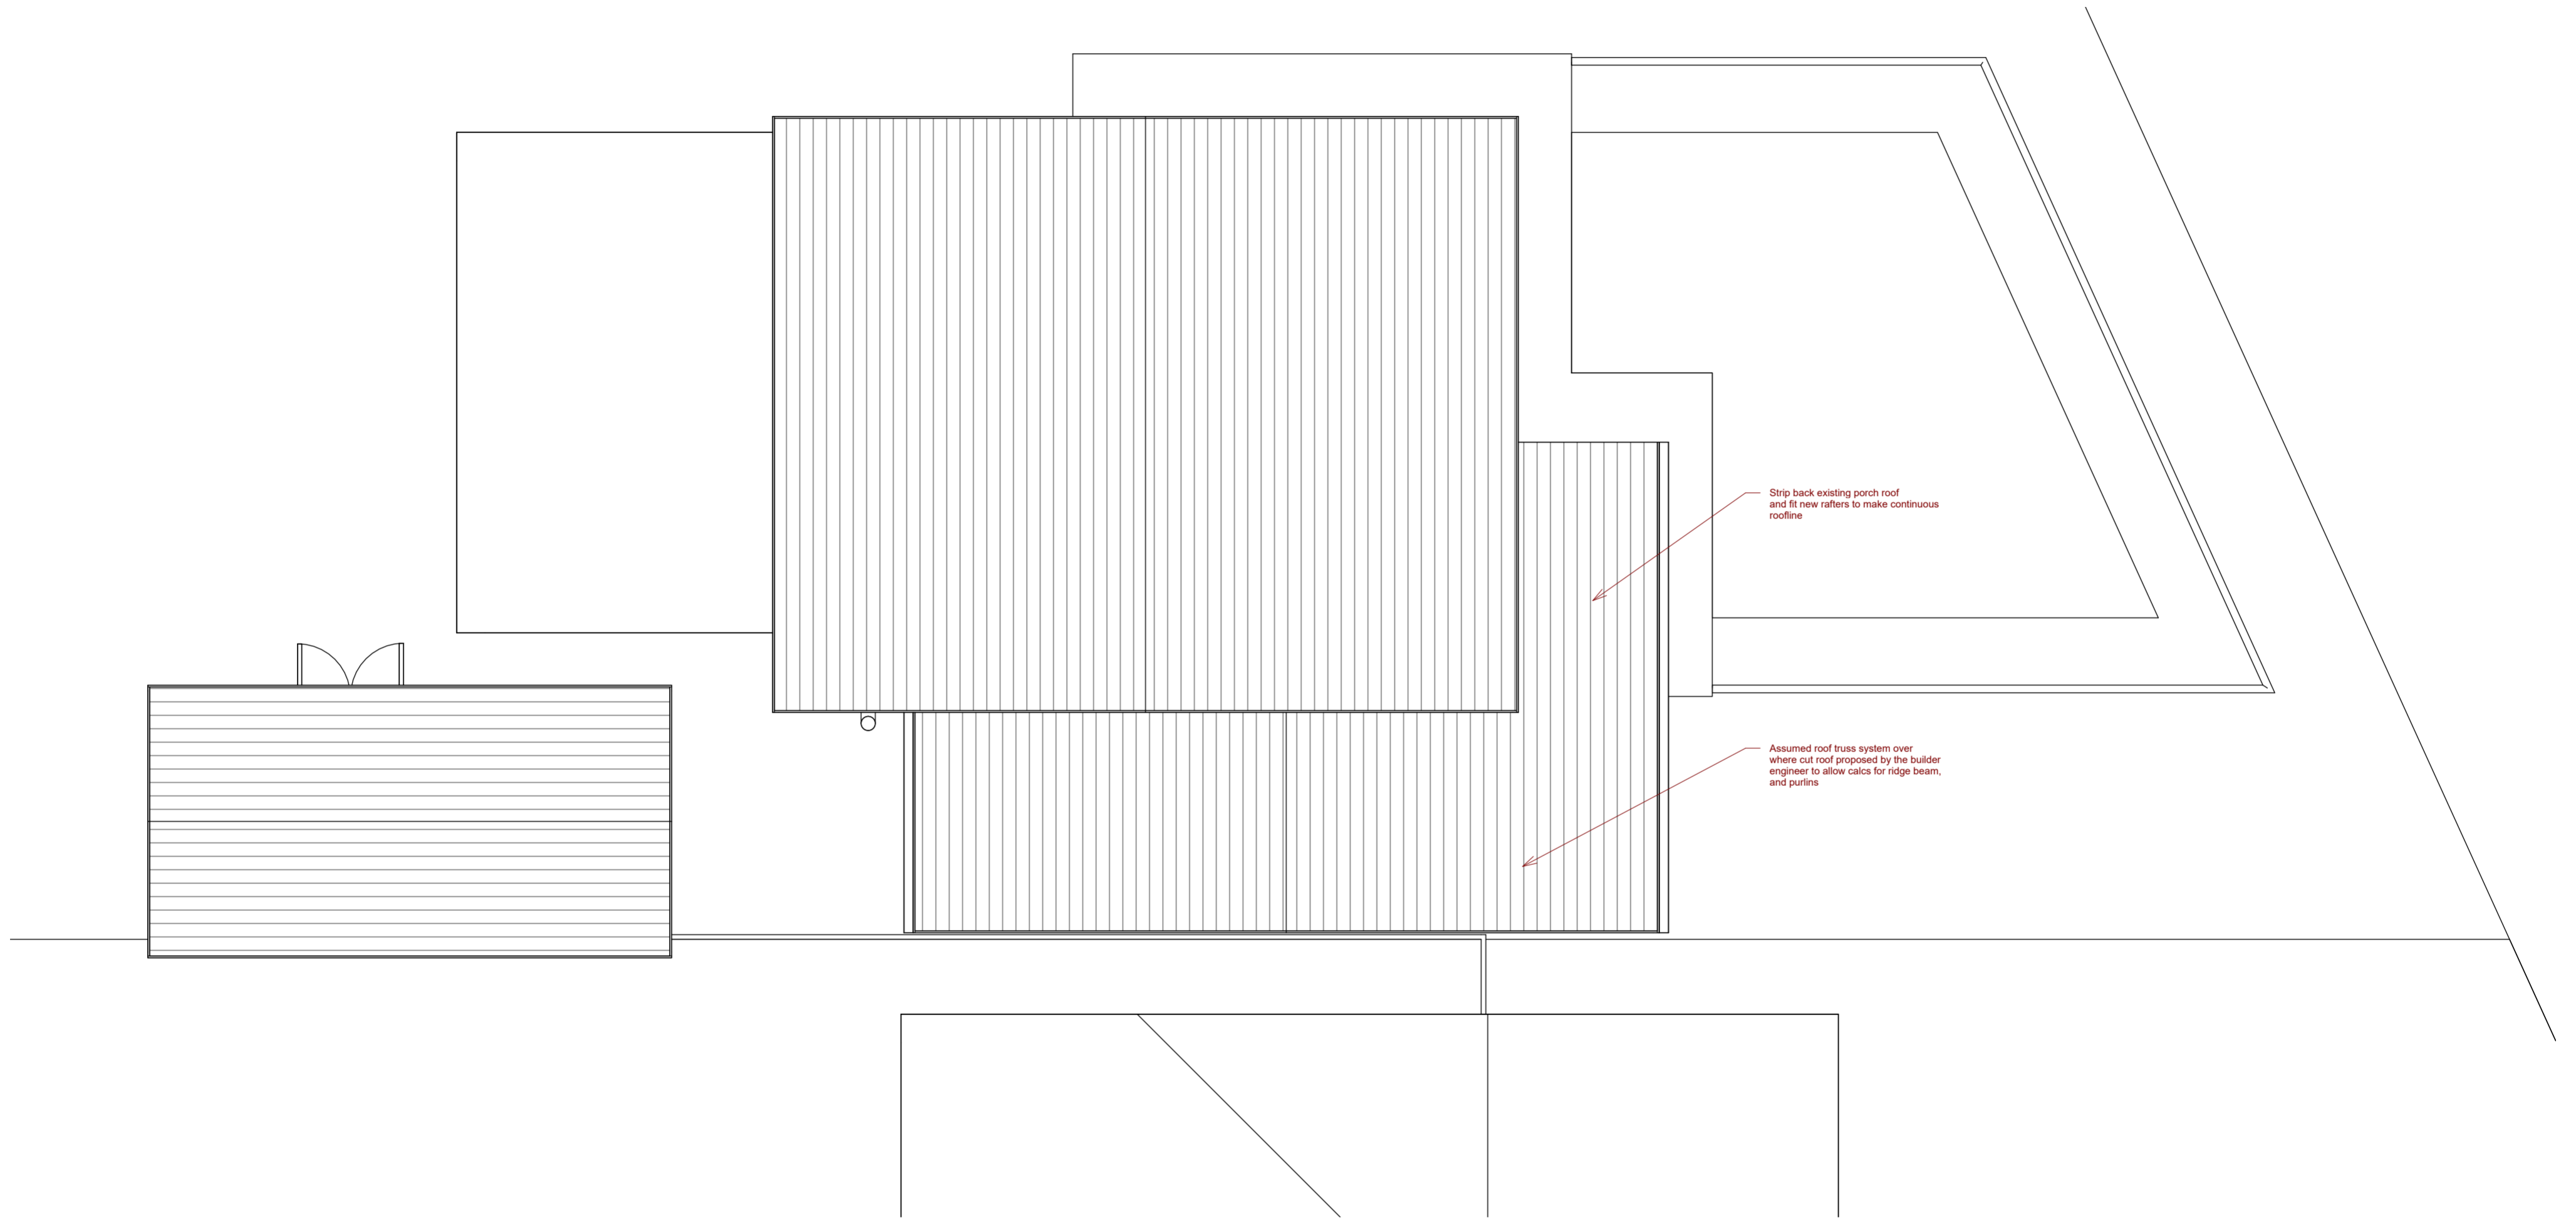 Strip back existing porch roof
and fit new rafters to make continuous
roofline
Assumed roof truss system over
where cut roof proposed by the builder
engineer to allow calcs for ridge beam,
and purlins